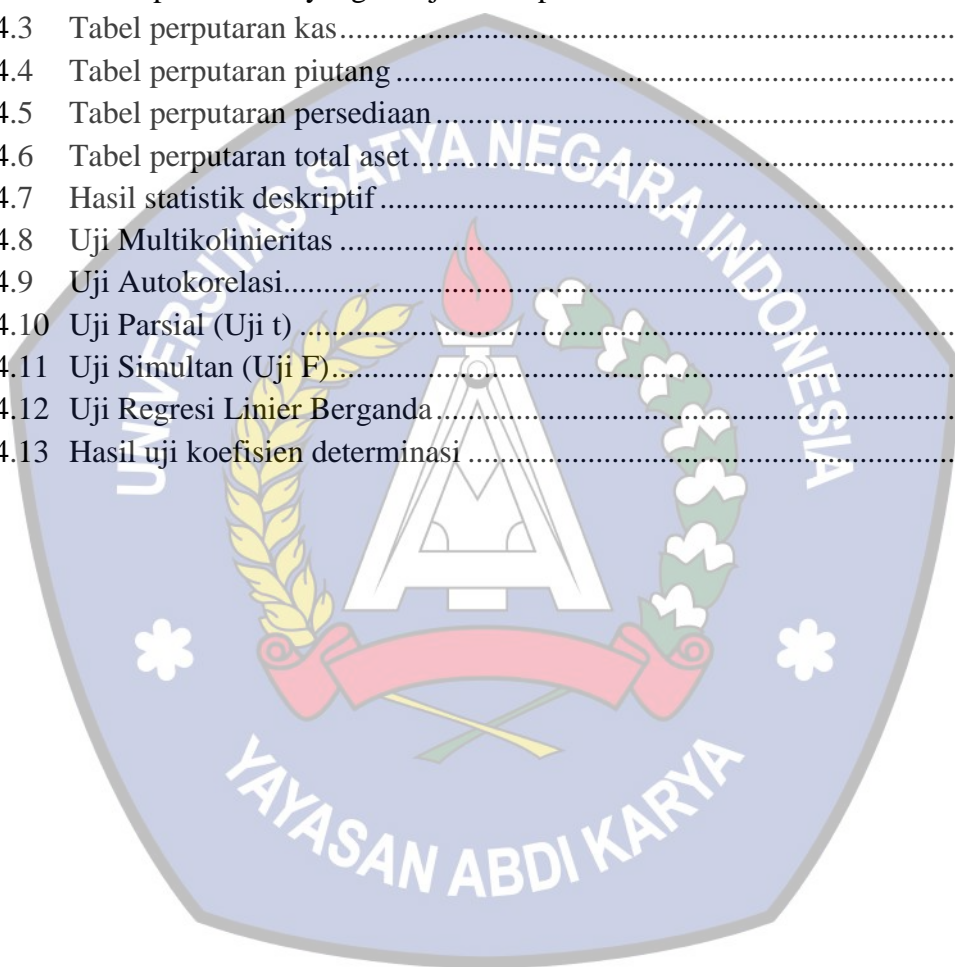 4.3 Tabel perputaran kas
4.4 Tabel perputaran piutang
4.5 Tabel perputaran persediaan
4.6 Tabel perputaran total aset
4.7 Hasil statistik deskriptif
4.8 Uji Multikolinieritas
4.9 Uji Autokorelasi
4.10 Uji Parsial (Uji t)
4.11 Uji Simultan (Uji F)
4.12 Uji Regresi Linier Berganda
4.13 Hasil uji koefisien determinasi
UNIVERSITAS SATYA NEGARA INDONESIA
YAYASAN ABDI KARYA